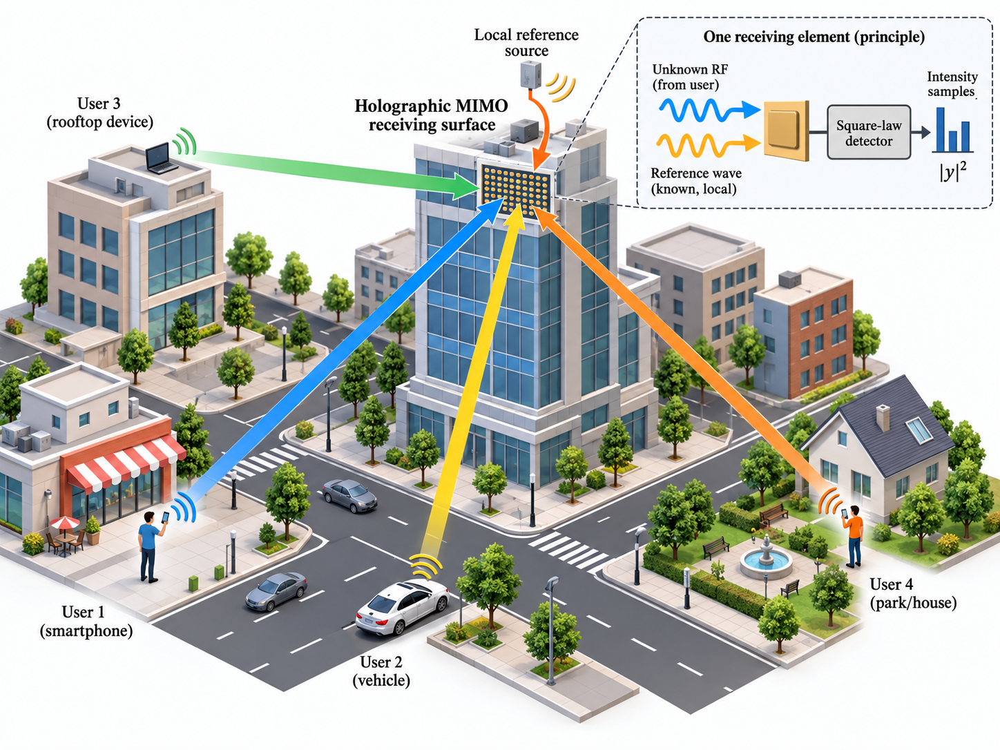 Local reference
source
One receiving element (principle)
Unknown RF
(from user)
Intensity
samples
Square-law
detector
|y|²
Reference wave
(known, local)
Holographic MIMO
receiving surface
User 3
(rooftop device)
User 1
(smartphone)
User 2
(vehicle)
User 4
(park/house)